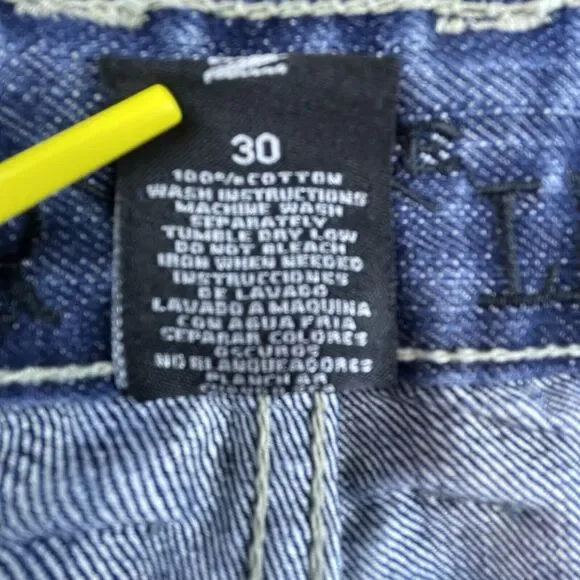 30
100% COTTON
WASH INSTRUCTIONS
MACHINE WASH
SEPARATELY
TUMBLE DRY LOW
DO NOT BLEACH
IRON WHEN NEEDED
INSTRUCCIONES
DE LAVADO
LAVADO A MAQUINA
CON AGUA FRIA
SEPARAR COLORES
OSCUROS
NO BLANQUEADORES
PLANCHAR